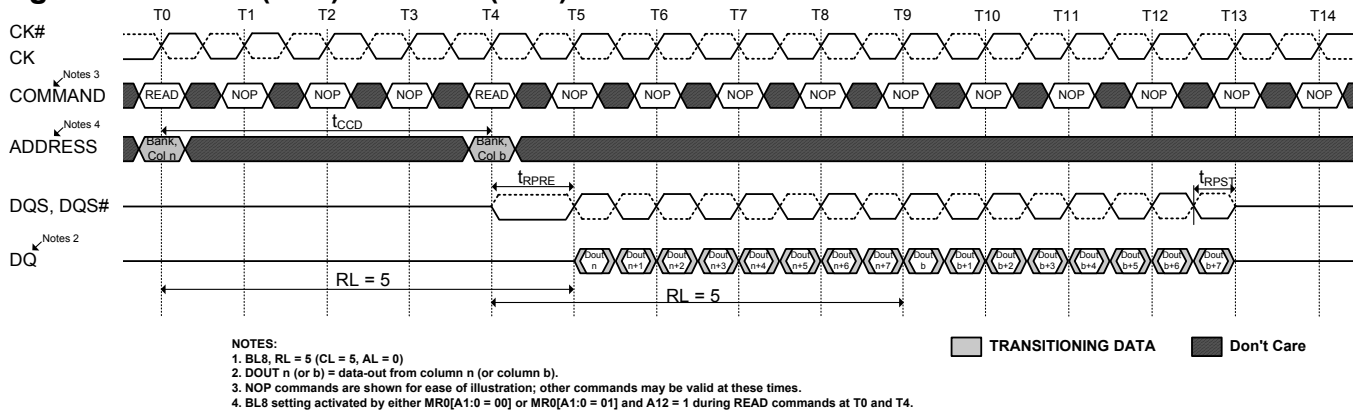 T0 T1 T2 T3 T4 T5 T6 T7 T8 T9 T10 T11 T12 T13 T14
CK#
CK
Notes 3
COMMAND READ NOP NOP NOP READ NOP NOP NOP NOP NOP NOP NOP NOP NOP NOP
tCCD
Notes 4
ADDRESS Bank, Col n Bank, Col b
tRPRE tRPST
DQS, DQS#
Notes 2
DQ Dout n Dout n+1 Dout n+2 Dout n+3 Dout n+4 Dout n+5 Dout n+6 Dout n+7 Dout b Dout b+1 Dout b+2 Dout b+3 Dout b+4 Dout b+5 Dout b+6 Dout b+7
RL = 5 RL = 5
NOTES:
1. BL8, RL = 5 (CL = 5, AL = 0)
2. DOUT n (or b) = data-out from column n (or column b).
3. NOP commands are shown for ease of illustration; other commands may be valid at these times.
4. BL8 setting activated by either MR0[A1:0 = 00] or MR0[A1:0 = 01] and A12 = 1 during READ commands at T0 and T4.
TRANSITIONING DATA Don't Care